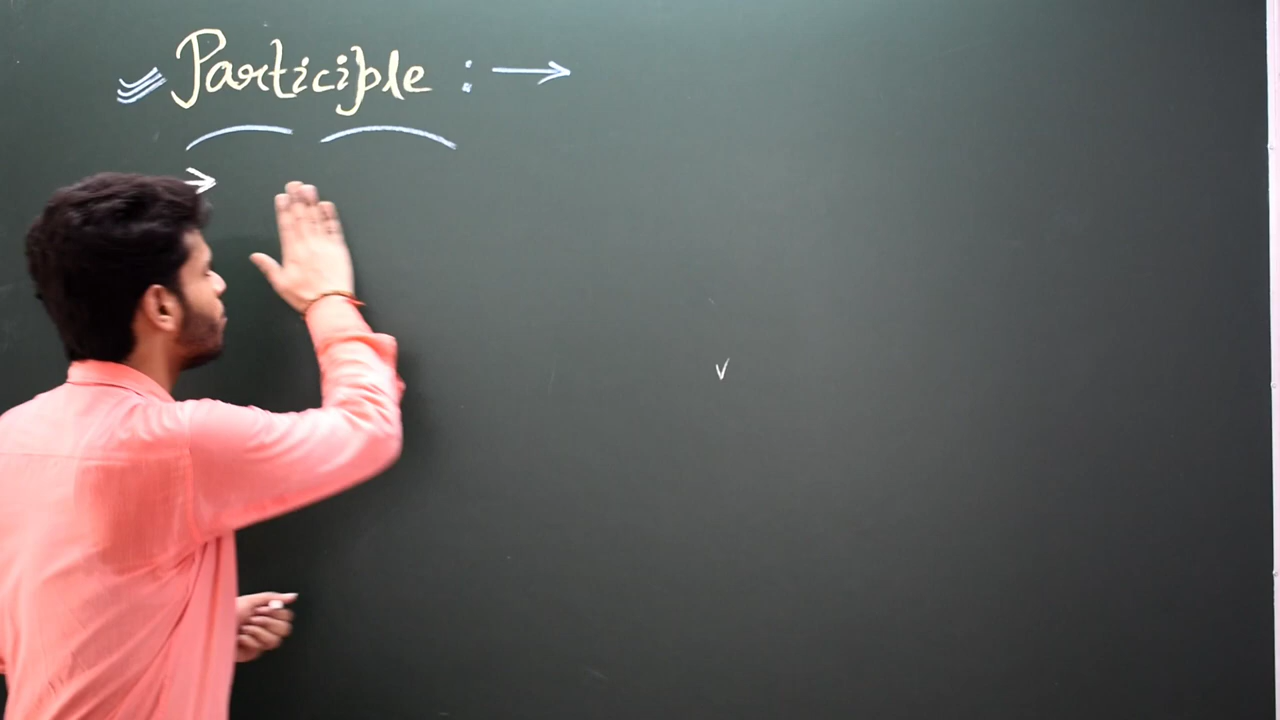 Participle : →
→
v